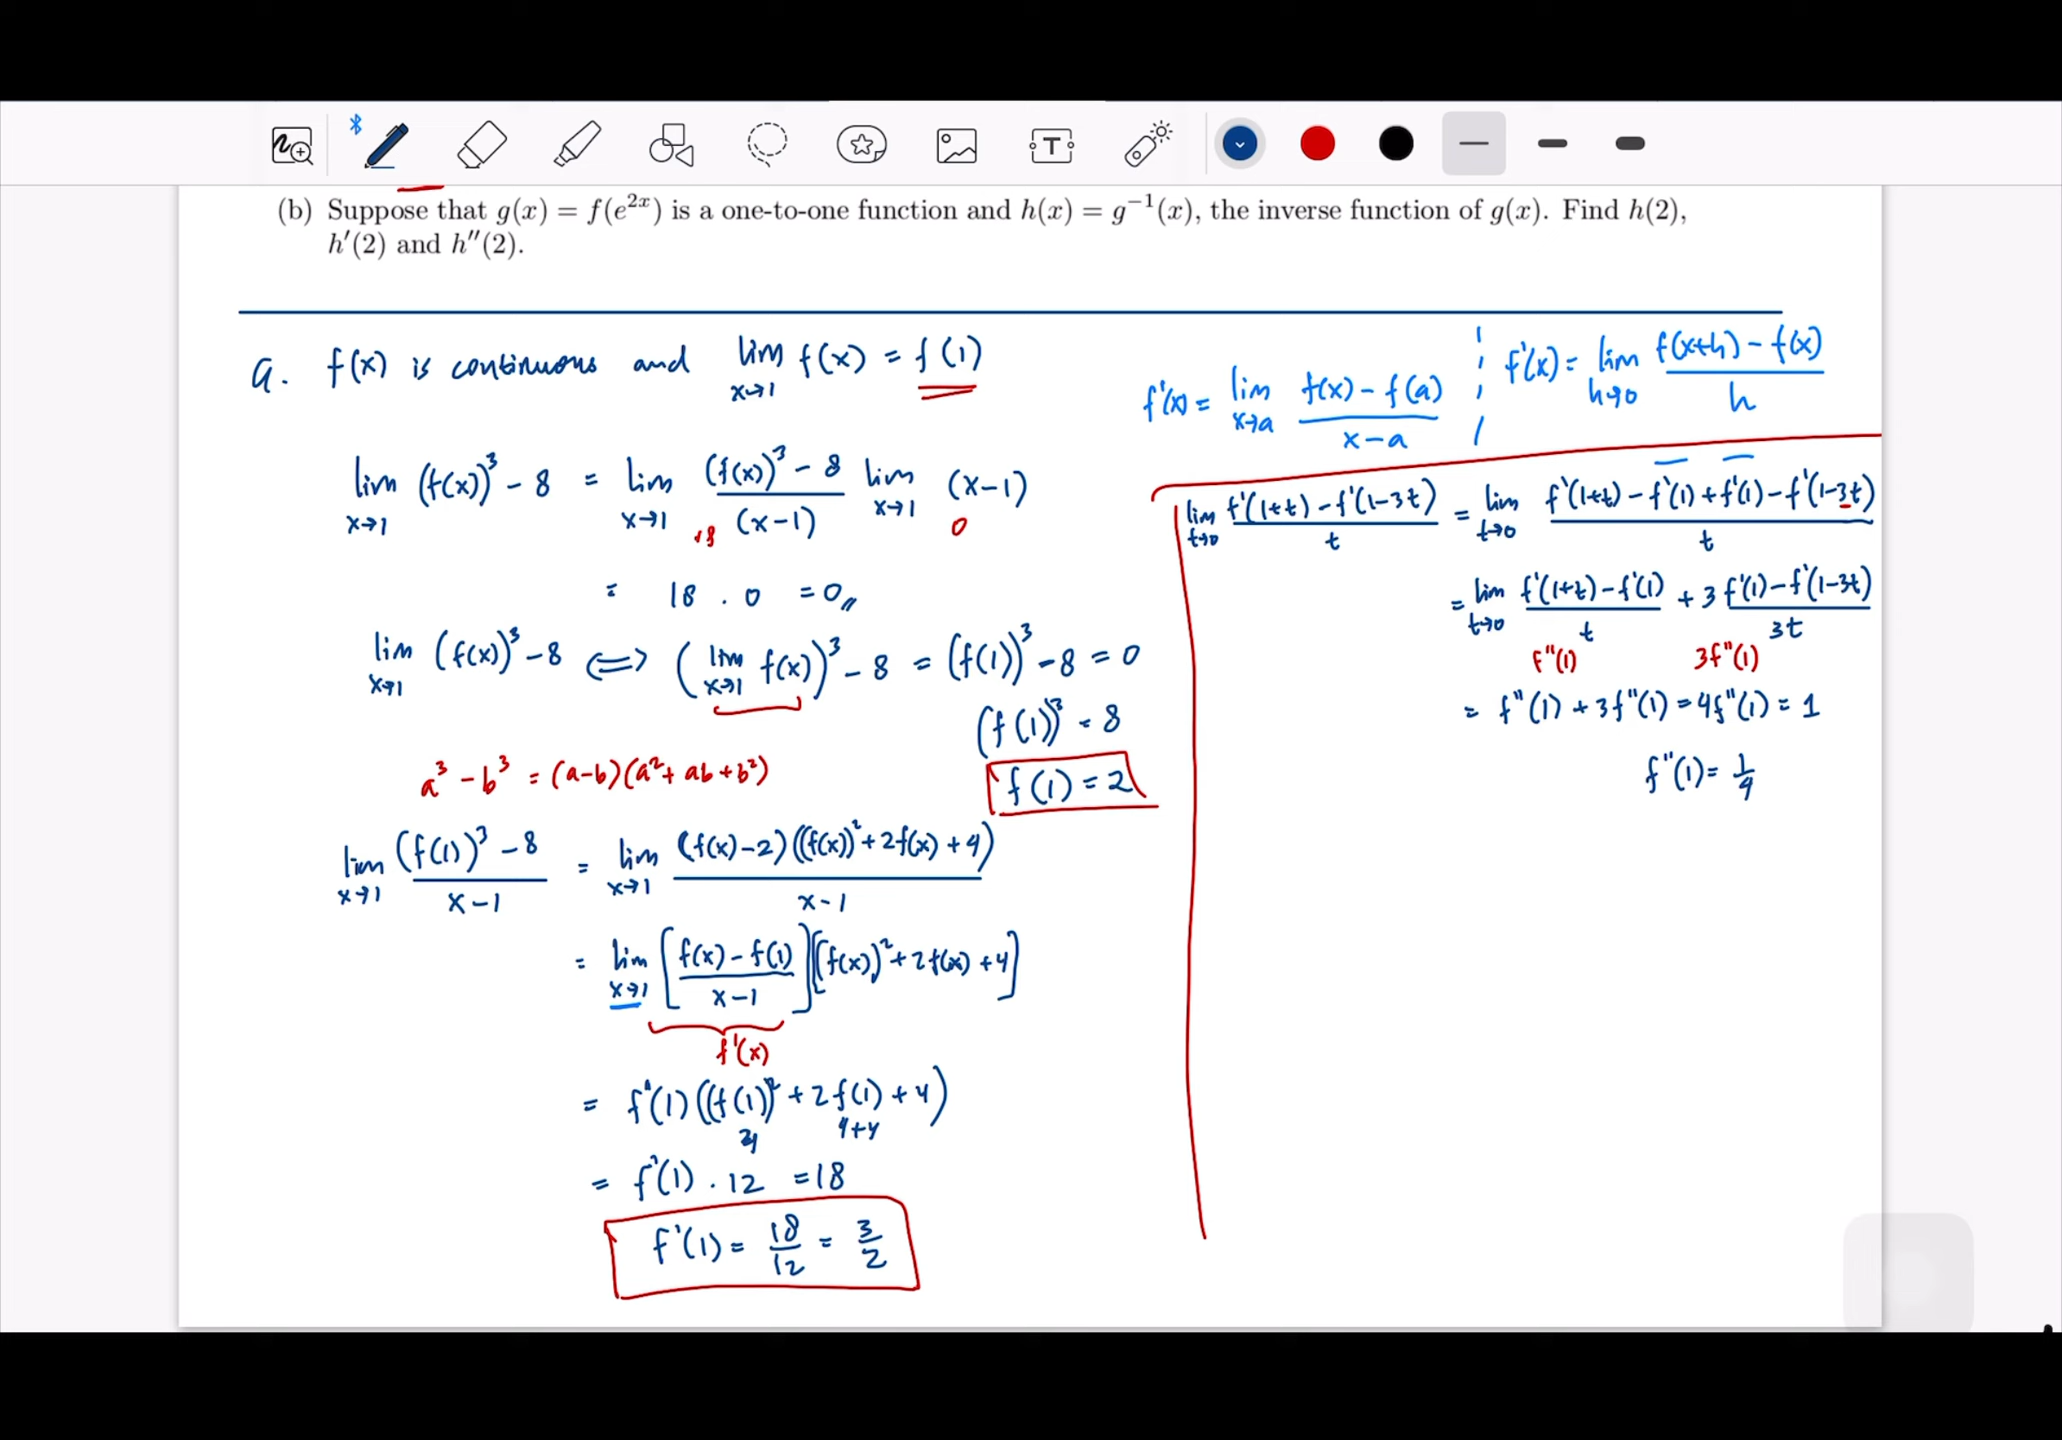 (b) Suppose that g(x) = f(e^{2x}) is a one-to-one function and h(x) = g^{-1}(x), the inverse function of g(x). Find h(2),
h′(2) and h″(2).
a. f(x) is continuous and lim_{x→1} f(x) = f(1)
lim_{x→1} (f(x))^3 - 8 = lim_{x→1} ((f(x))^3 - 8)/(x-1) lim_{x→1} (x-1)
18 0
= 18 . 0 = 0,,
lim_{x→1} (f(x))^3 - 8 ⟺ (lim_{x→1} f(x))^3 - 8 = (f(1))^3 - 8 = 0
(f(1))^3 = 8
f(1) = 2
a^3 - b^3 = (a-b)(a^2 + ab + b^2)
lim_{x→1} ((f(1))^3 - 8)/(x-1) = lim_{x→1} ((f(x)-2)((f(x))^2 + 2f(x) + 4))/(x-1)
= lim_{x→1} [(f(x) - f(1))/(x-1)][(f(x))^2 + 2f(x) + 4]
f'(x)
= f'(1)((f(1))^2 + 2f(1) + 4)
4 4+4
= f'(1) . 12 = 18
f'(1) = 18/12 = 3/2
f'(x) = lim_{x→a} (f(x) - f(a))/(x-a)
f'(x) = lim_{h→0} (f(x+h) - f(x))/h
lim_{t→0} (f'(1+t) - f'(1-3t))/t = lim_{t→0} (f'(1+t) - f'(1) + f'(1) - f'(1-3t))/t
= lim_{t→0} (f'(1+t) - f'(1))/t + 3 (f'(1) - f'(1-3t))/3t
f"(1) 3f"(1)
= f"(1) + 3f"(1) = 4f"(1) = 1
f"(1) = 1/4